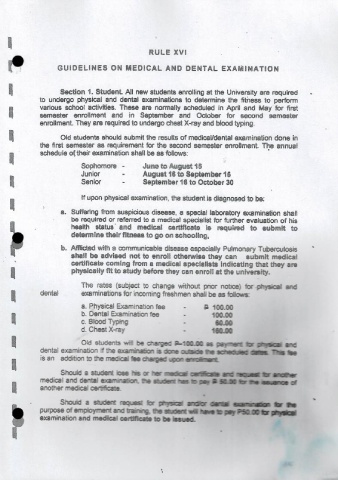 RULE XVI
GUIDELINES ON MEDICAL AND DENTAL EXAMINATION
Section 1. Student. All new students enrolling at the University are required
to undergo physical and dental examinations to determine the fitness to perform
various school activities. These are normally scheduled in April and May for first
semester enrollment and in September and October for second semester
enrollment. They are required to undergo chest X-ray and blood typing.
Old students should submit the results of medical/dental examination done in
the first semester as requirement for the second semester enrollment. The annual
schedule of their examination shall be as follows:
Sophomore - June to August 15
Junior - August 16 to September 15
Senior - September 16 to October 30
If upon physical examination, the student is diagnosed to be:
a. Suffering from suspicious disease, a special laboratory examination shall
be required or referred to a medical specialist for further evaluation of his
health status and medical certificate is required to submit to
determine their fitness to go on schooling,
b. Afflicted with a communicable disease especially Pulmonary Tuberculosis
shall be advised not to enroll otherwise they can submit medical
certificate coming from a medical specialists indicating that they are
physically fit to study before they can enroll at the university.
The rates (subject to change without prior notice) for physical and
dental examinations for incoming freshmen shall be as follows:
a. Physical Examination fee - ₱ 100.00
b. Dental Examination fee - 100.00
c. Blood Typing - 60.00
d. Chest X-ray -
Old students will be charged ₱ 100.00 as payment for physical and
dental examination if the examination is done outside the scheduled dates. This fee
is an addition to the medical fee charged upon enrollment.
Should a student lose his or her medical certificate and request for another
medical and dental examination, the student has to pay ₱ 50.00 for the issuance of
another medical certificate.
Should a student request for physical and/or dental examination for the
purpose of employment and training, the student will have to pay P50.00 for physical
examination and medical certificate to be issued.